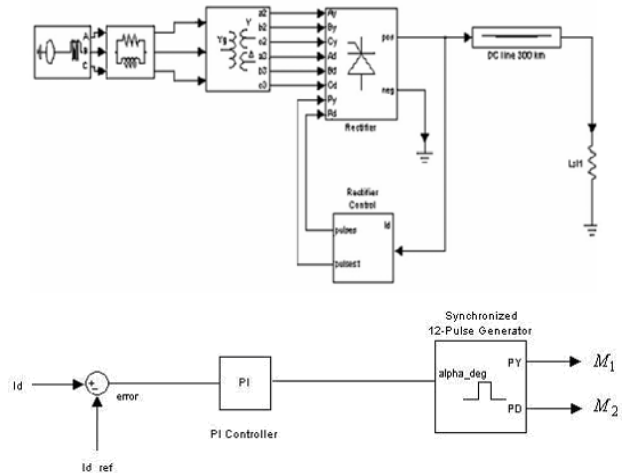 A
C
Yg
Y
Δ
a2
b2
c2
a3
b3
c3
Ay
By
Cy
Ad
Bd
Cd
Py
Pd
pos
neg
Rectifier
DC line 300 km
Rectifier
Control
pulses
Id
pulses1
Synchronized
12-Pulse Generator
alpha_deg
PY
PD
M1
M2
Id
error
PI
PI Controller
Id_ref